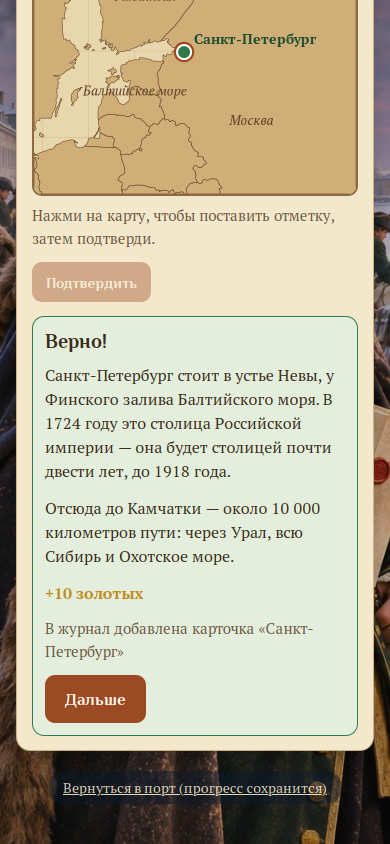 Санкт-Петербург
Балтийское море
Москва
Нажми на карту, чтобы поставить отметку,
затем подтверди.
Подтвердить
Верно!
Санкт-Петербург стоит в устье Невы, у
Финского залива Балтийского моря. В
1724 году это столица Российской
империи — она будет столицей почти
двести лет, до 1918 года.
Отсюда до Камчатки — около 10 000
километров пути: через Урал, всю
Сибирь и Охотское море.
+10 золотых
В журнал добавлена карточка «Санкт-
Петербург»
Дальше
Вернуться в порт (прогресс сохранится)